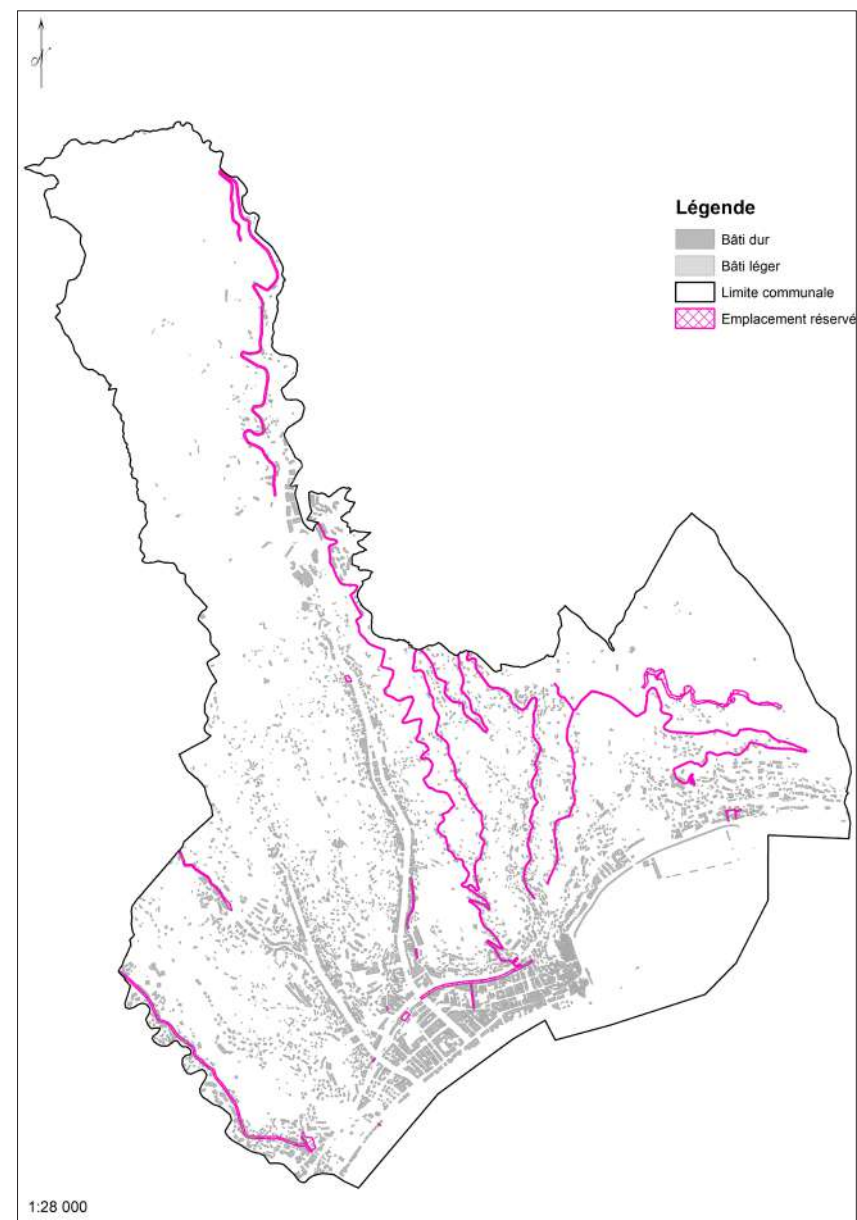 Légende
Bâti dur
Bâti léger
Limite communale
Emplacement réservé
1:28 000